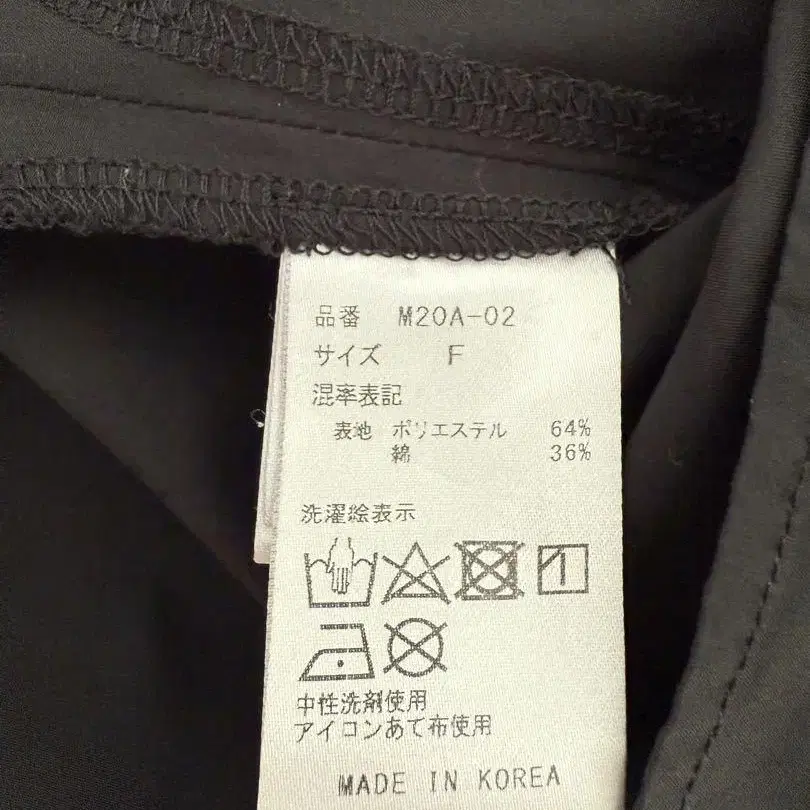 品番 M20A-02
サイズ F
混率表記
表地 ポリエステル 64%
綿 36%
洗濯絵表示
中性洗剤使用
アイコンあて布使用
MADE IN KOREA